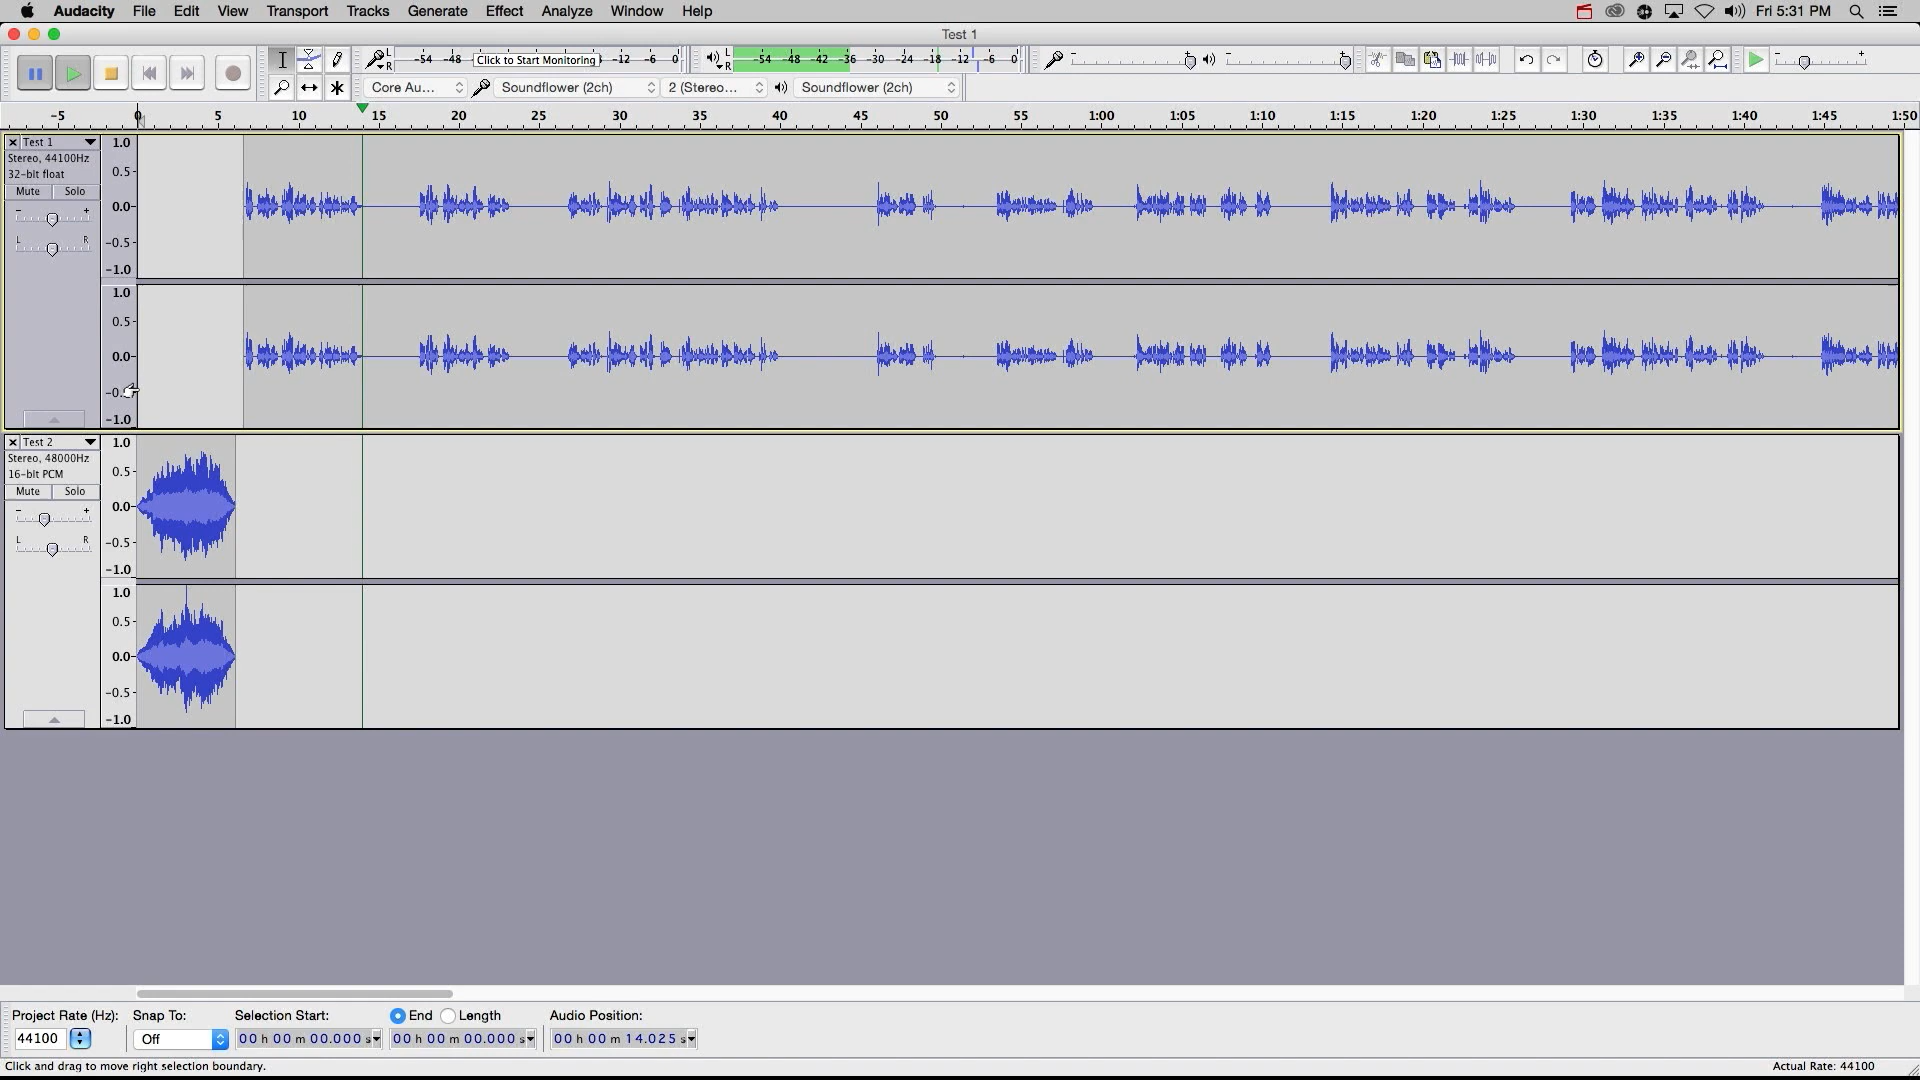 Audacity File Edit View Transport Tracks Generate Effect Analyze Window Help Fri 5:31 PM
Test 1
L R -54 -48 Click to Start Monitoring -12 -6 0 L R -54 -48 -42 -36 -30 -24 -18 -12 -6 0 - + - + - +
Core Au... Soundflower (2ch) 2 (Stereo... Soundflower (2ch)
-5 0 5 10 15 20 25 30 35 40 45 50 55 1:00 1:05 1:10 1:15 1:20 1:25 1:30 1:35 1:40 1:45 1:50
Test 1 1.0
Stereo, 44100Hz
32-bit float 0.5
Mute Solo
- + 0.0
L R -0.5
-1.0
1.0
0.5
0.0
-1.0
Test 2 1.0
Stereo, 48000Hz
16-bit PCM 0.5
Mute Solo
- + 0.0
L R -0.5
-1.0
1.0
0.5
0.0
-0.5
-1.0
Project Rate (Hz): Snap To: Selection Start: End Length Audio Position:
44100 Off 00 h 00 m 00.000 s 00 h 00 m 00.000 s 00 h 00 m 14.025 s
Click and drag to move right selection boundary. Actual Rate: 44100